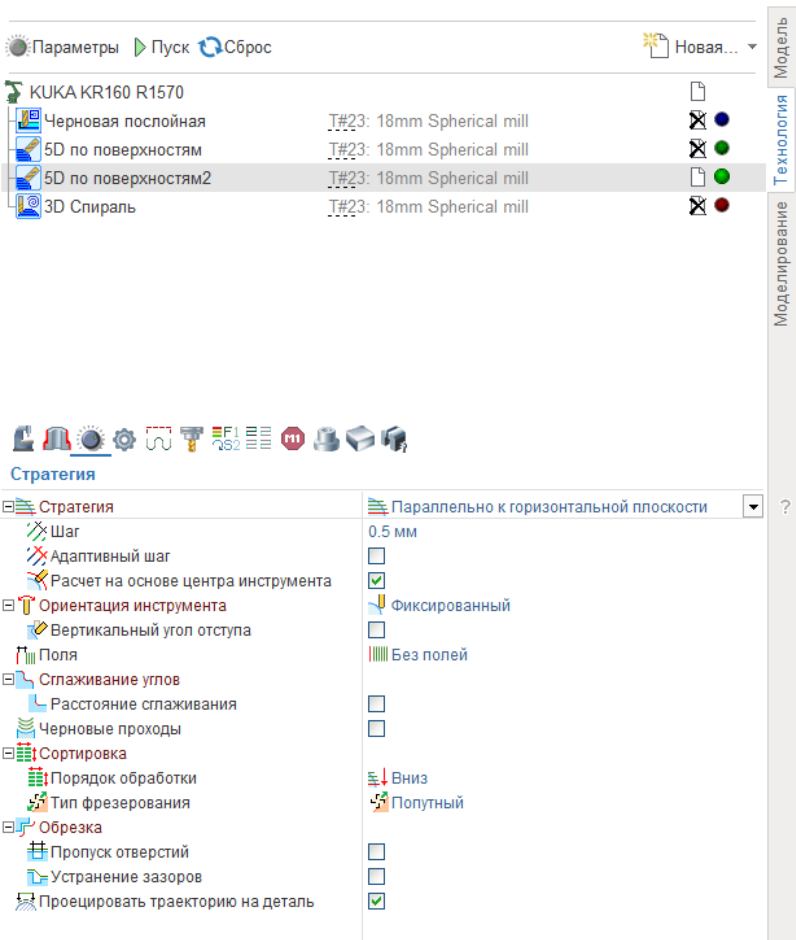 Параметры Пуск Сброс Новая...
KUKA KR160 R1570
Черновая послойная T#23: 18mm Spherical mill
5D по поверхностям T#23: 18mm Spherical mill
5D по поверхностям2 T#23: 18mm Spherical mill
3D Спираль T#23: 18mm Spherical mill
Модель
Технология
Моделирование
F1
S2
M1
?
Стратегия
Стратегия Параллельно к горизонтальной плоскости
?
Шаг 0.5 мм
Адаптивный шаг
Расчет на основе центра инструмента
Ориентация инструмента Фиксированный
Вертикальный угол отступа
Поля Без полей
Сглаживание углов
Расстояние сглаживания
Черновые проходы
Сортировка
Порядок обработки Вниз
Тип фрезерования Попутный
Обрезка
Пропуск отверстий
Устранение зазоров
Проецировать траекторию на деталь